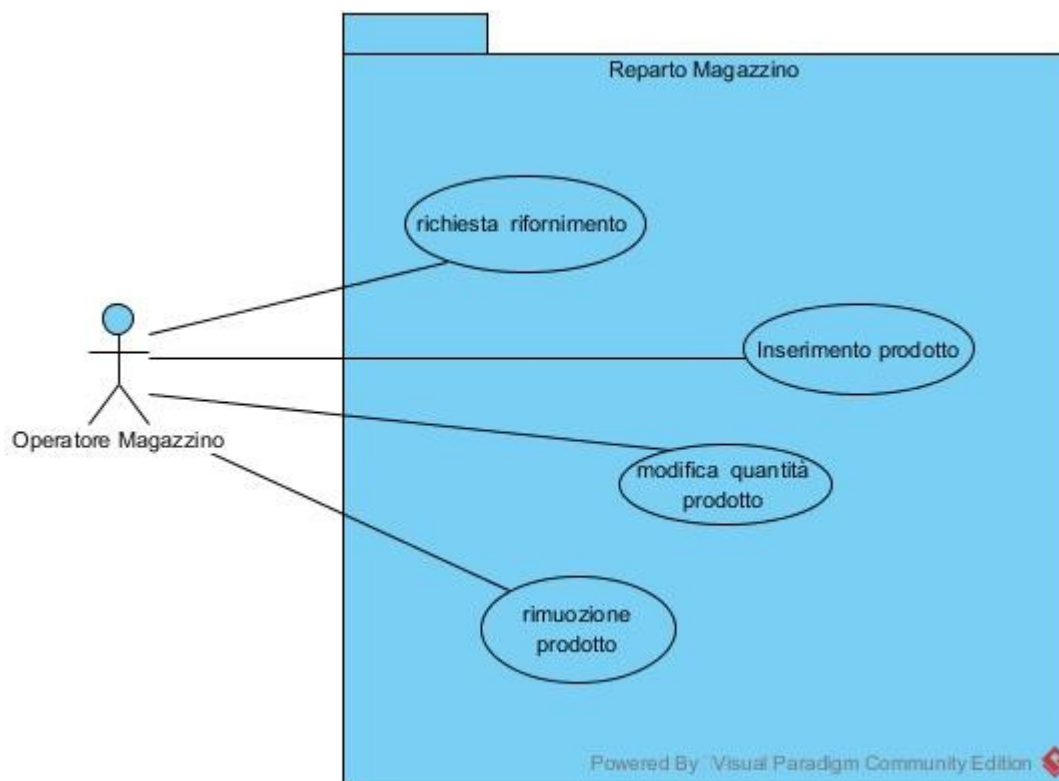 Reparto Magazzino
richiesta rifornimento
Inserimento prodotto
Operatore Magazzino
modifica quantità
prodotto
rimuozione
prodotto
Powered By Visual Paradigm Community Edition